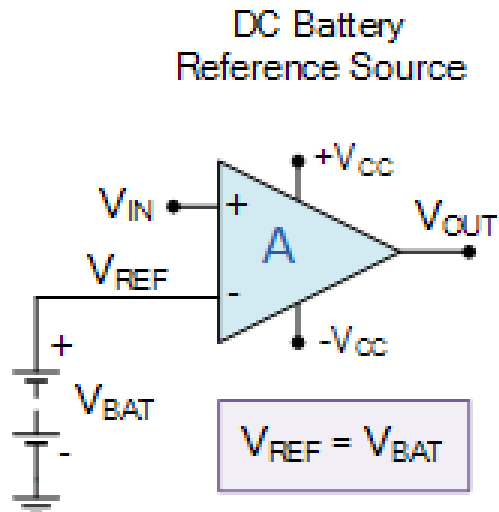 DC Battery
Reference Source
+VCC
VIN
+
A
VOUT
VREF
-
-VCC
+
VBAT
-
VREF = VBAT